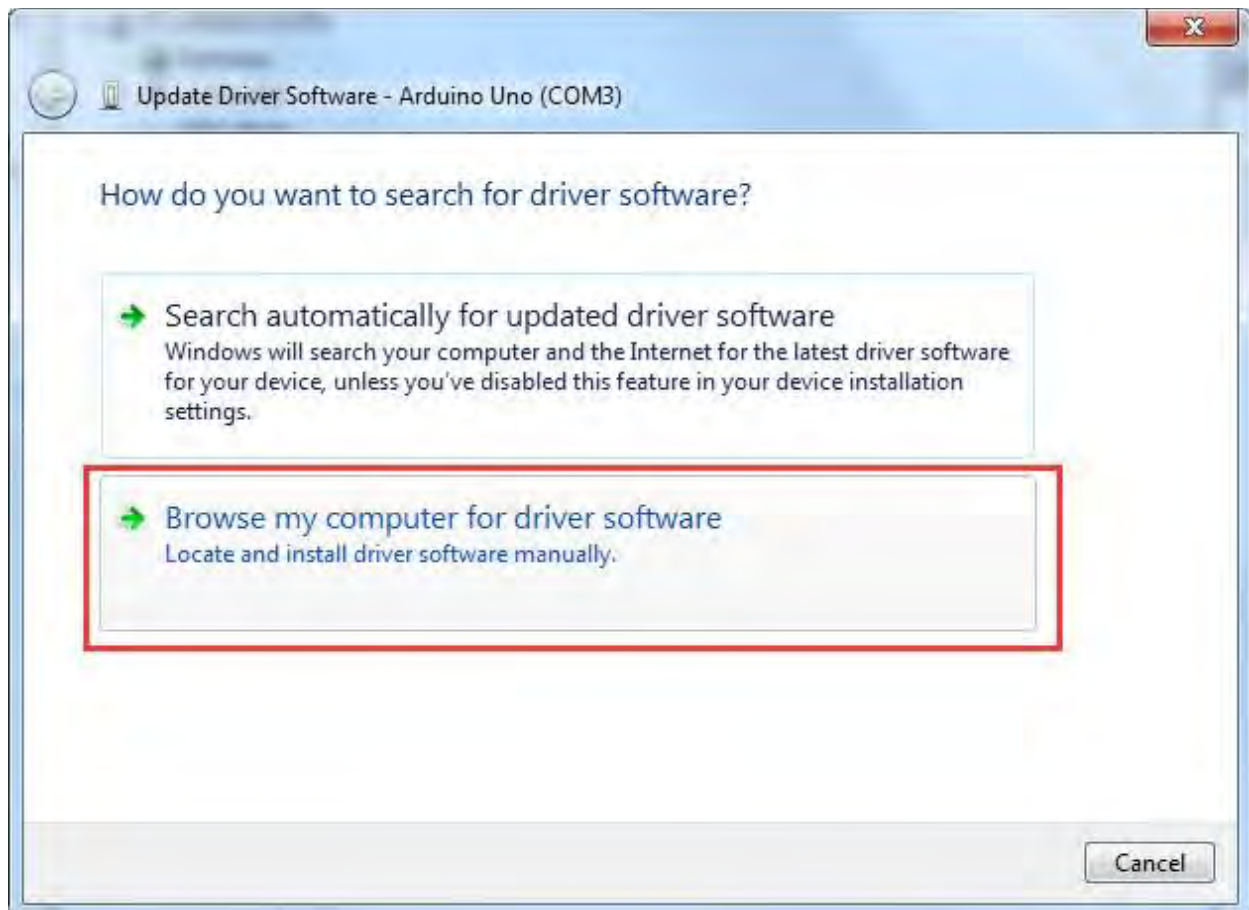 Update Driver Software - Arduino Uno (COM3)
How do you want to search for driver software?
Search automatically for updated driver software
Windows will search your computer and the Internet for the latest driver software
for your device, unless you've disabled this feature in your device installation
settings.
Browse my computer for driver software
Locate and install driver software manually.
Cancel